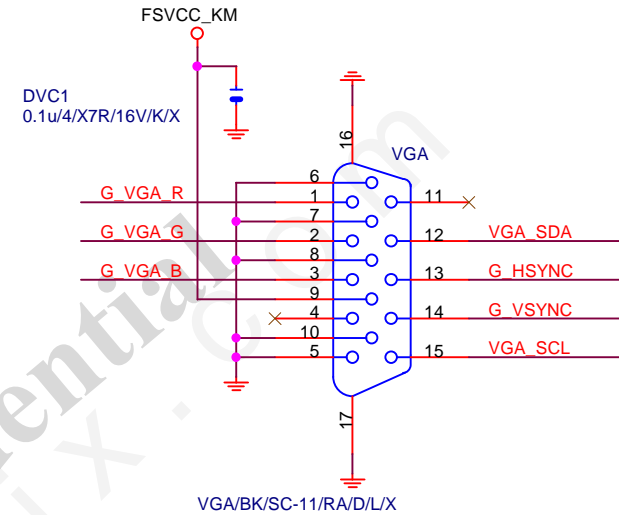 FSVCC_KM
DVC1
0.1u/4/X7R/16V/K/X
16
VGA
6
G_VGA_R
1
11
7
G_VGA_G
2
12
VGA_SDA
8
G_VGA_B
3
13
G_HSYNC
9
4
14
G_VSYNC
10
5
15
VGA_SCL
17
VGA/BK/SC-11/RA/D/L/X